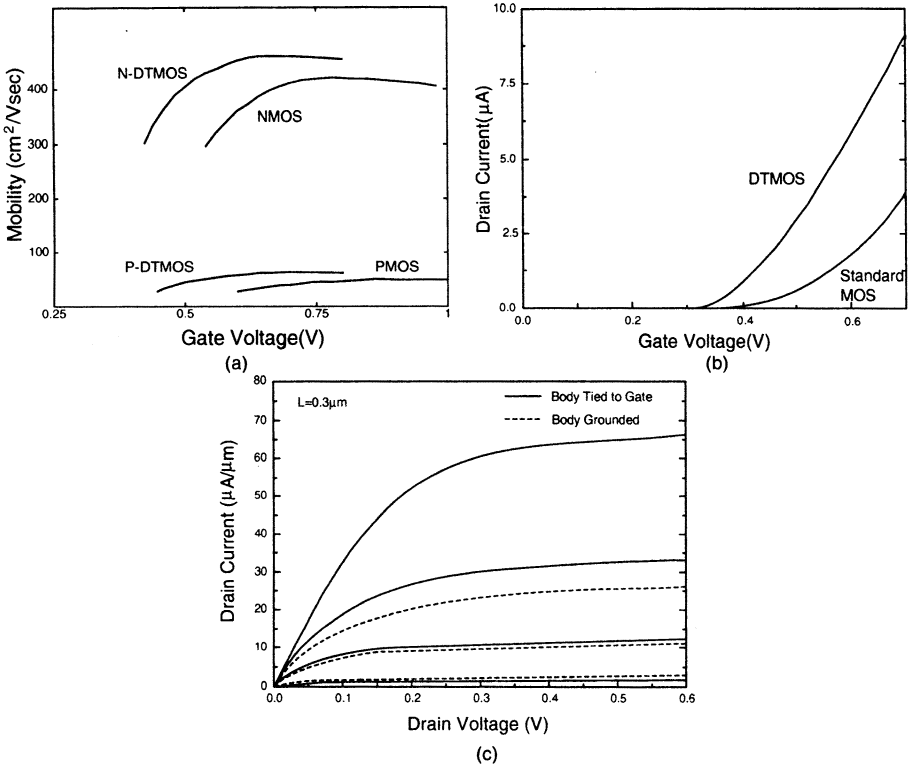 Mobility (cm²/Vsec)
400
300
200
100
N-DTMOS
NMOS
P-DTMOS
PMOS
0.25
0.5
0.75
1
Gate Voltage(V)
(a)
Drain Current(μA)
10.0
7.5
5.0
2.5
0.0
DTMOS
Standard
MOS
0.0
0.2
0.4
0.6
Gate Voltage(V)
(b)
Drain Current (μA/μm)
80
70
60
50
40
30
20
10
0
L=0.3μm
Body Tied to Gate
Body Grounded
0.0
0.1
0.2
0.3
0.4
0.5
0.6
Drain Voltage (V)
(c)